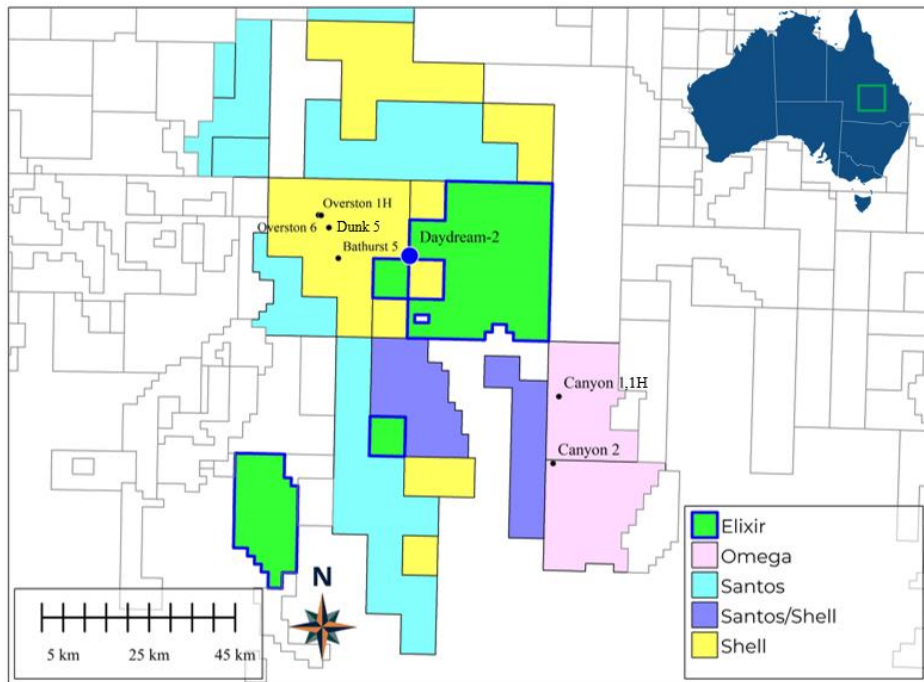 Overston 1H
Overston 6
Dunk 5
Bathurst 5
Daydream-2
Canyon 1,1H
Canyon 2
N
5 km
25 km
45 km
Elixir
Omega
Santos
Santos/Shell
Shell